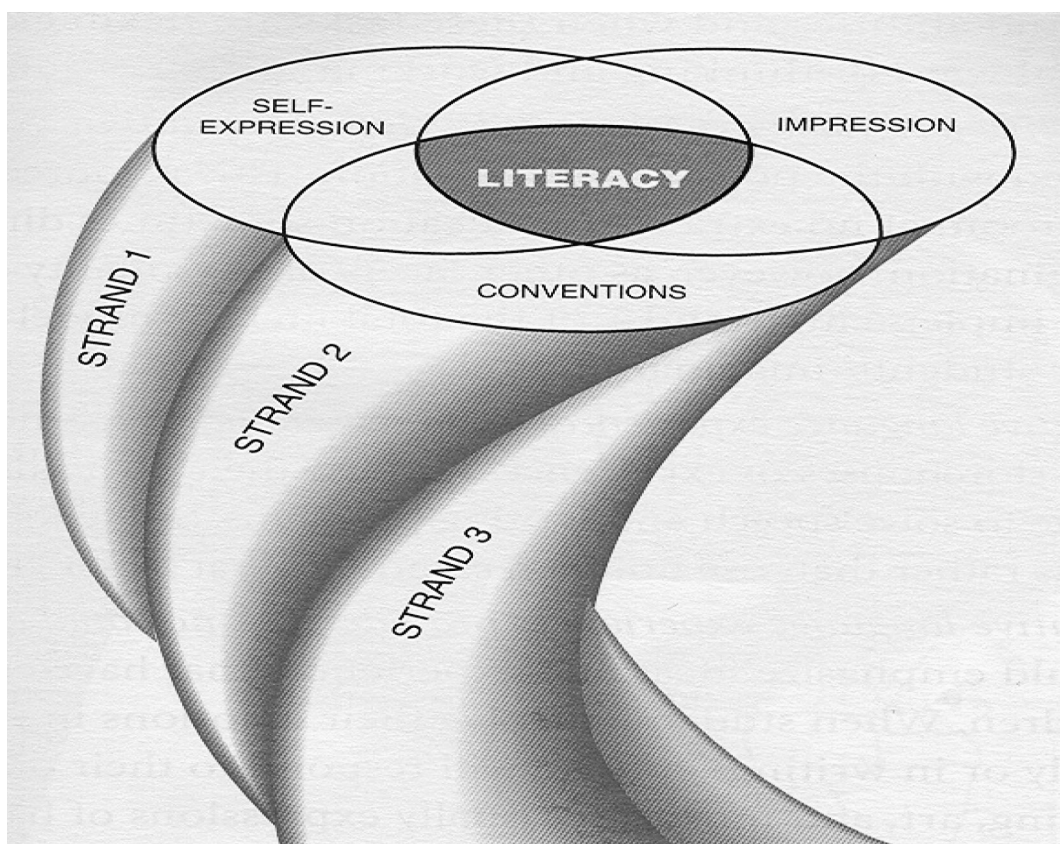 SELF-
EXPRESSION
IMPRESSION
LITERACY
CONVENTIONS
STRAND 1
STRAND 2
STRAND 3